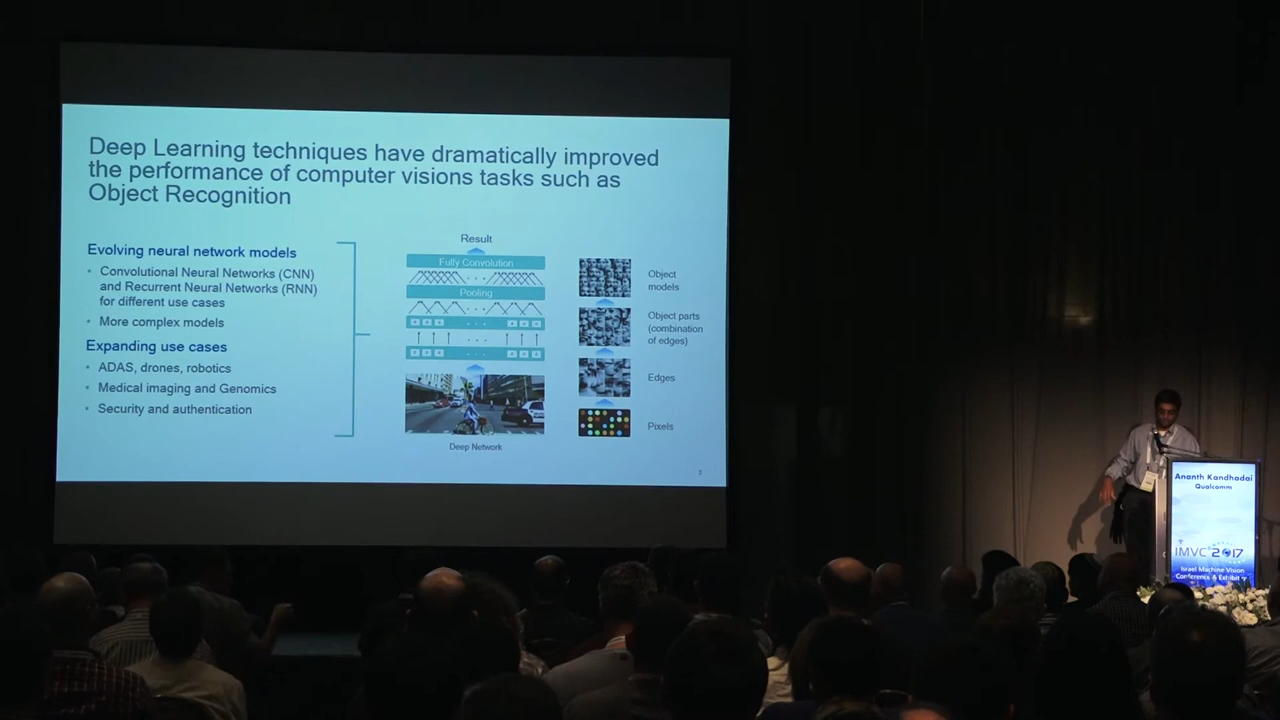 Deep Learning techniques have dramatically improved
the performance of computer visions tasks such as
Object Recognition
Evolving neural network models
• Convolutional Neural Networks (CNN)
and Recurrent Neural Networks (RNN)
for different use cases
• More complex models
Expanding use cases
• ADAS, drones, robotics
• Medical imaging and Genomics
• Security and authentication
Result
Fully Convolution
Pooling
Deep Network
Object
models
Object parts
(combination
of edges)
Edges
Pixels
Ananth Kandhadai
Qualcomm
IMVC 2017
Israel Machine Vision
Conference & Exhibit